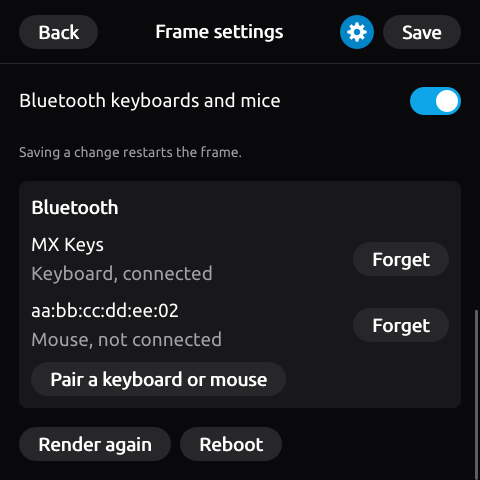 Back
Frame settings
Save
Bluetooth keyboards and mice
Saving a change restarts the frame.
Bluetooth
MX Keys
Keyboard, connected
Forget
aa:bb:cc:dd:ee:02
Mouse, not connected
Forget
Pair a keyboard or mouse
Render again
Reboot